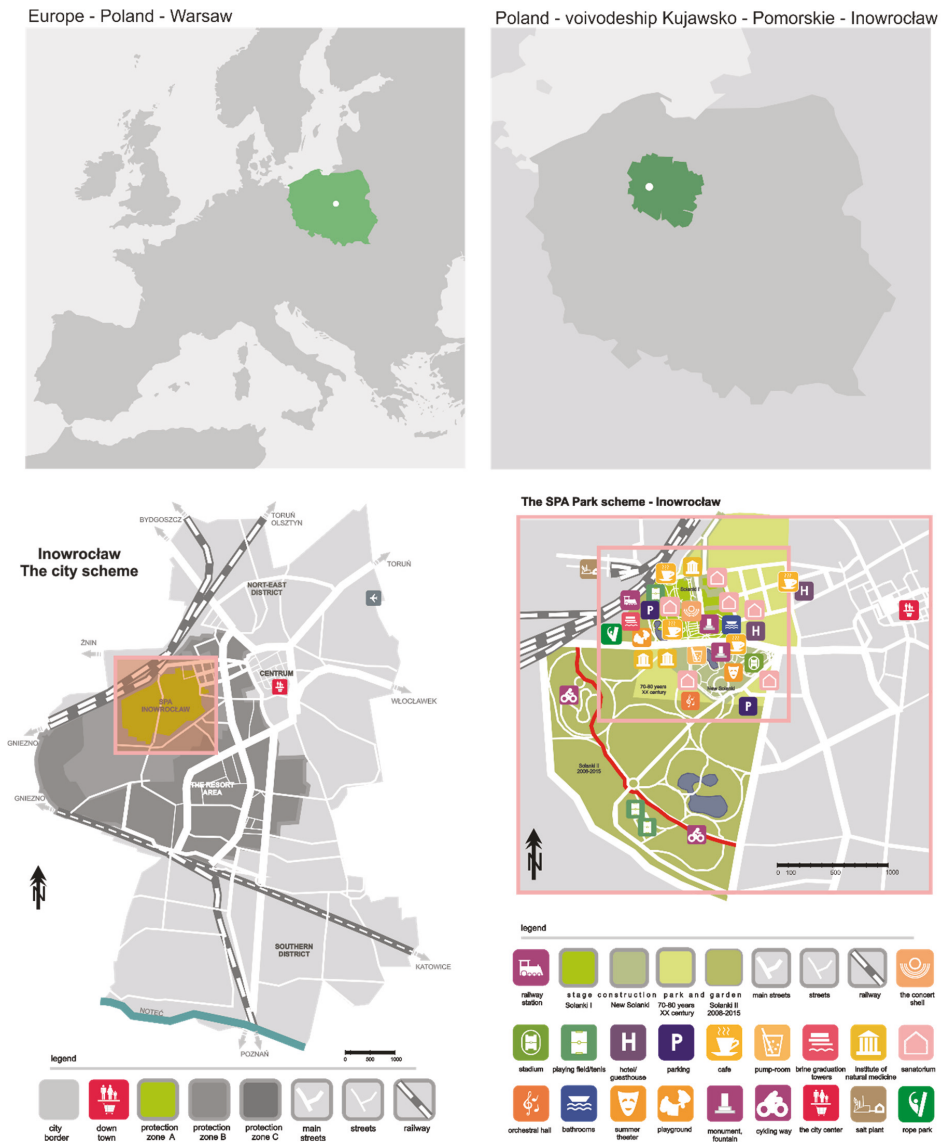 Europe - Poland - Warsaw
Poland - voivodeship Kujawsko - Pomorskie - Inowrocław
Inowrocław
The city scheme
BYDGOSZCZ
TORUŃ
OLSZTYN
TORUŃ
NORT-EAST
DISTRICT
ŻNIN
CENTRUM
SPA
INOWROCŁAW
WŁOCŁAWEK
GNIEZNO
THE RESORT
AREA
GNIEZNO
N
SOUTHERN
DISTRICT
KATOWICE
NOTEĆ
POZNAŃ
0 500 1000
legend
city
border
down
town
protection
zone A
protection
zone B
protection
zone C
main
streets
streets
railway
The SPA Park scheme - Inowrocław
Solanki I
H
P
H
70-80 years
XX century
New Solanki
P
Solanki II
2008-2015
N
0 100 500 1000
legend
railway
station
stage construction park and garden
Solanki I
New Solanki
70-80 years
XX century
Solanki II
2008-2015
main streets
streets
railway
the concert
shell
H
P
stadium
playing field/tenis
hotel/
guesthouse
parking
cafe
pump-room
brine graduation
towers
institute of
natural medicine
sanatorium
orchestral hall
bathrooms
summer
theater
playground
monument,
fountain
cykling way
the city center
salt plant
rope park